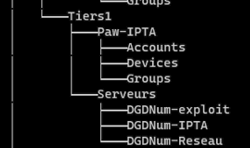 Groups
Tiers1
Paw-IPTA
Accounts
Devices
Groups
Serveurs
DGDNum-exploit
DGDNum-IPTA
DGDNum-Reseau